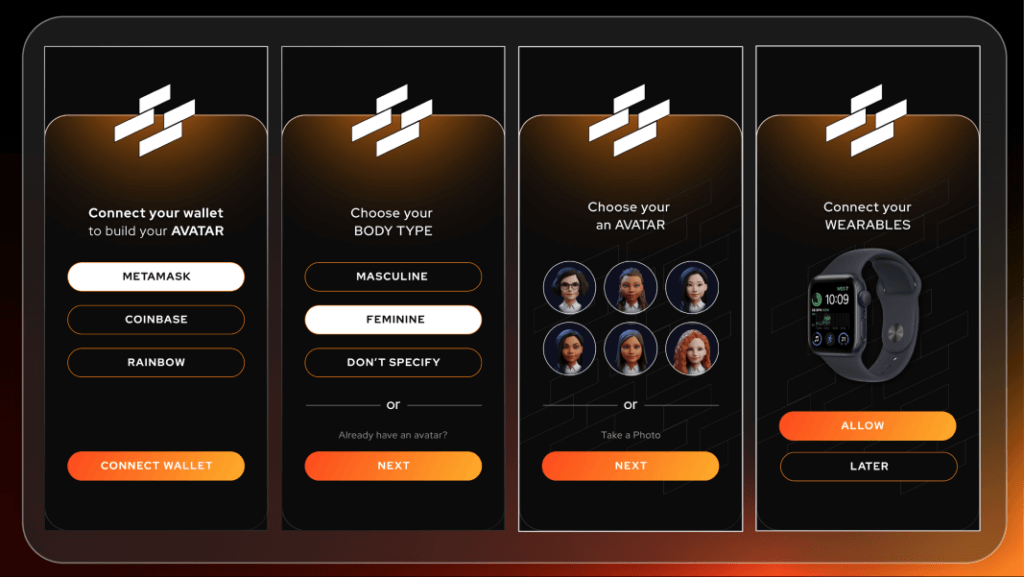 Connect your wallet
to build your AVATAR
METAMASK
COINBASE
RAINBOW
CONNECT WALLET
Choose your
BODY TYPE
MASCULINE
FEMININE
DON'T SPECIFY
or
Already have an avatar?
NEXT
Choose your
an AVATAR
or
Take a Photo
NEXT
Connect your
WEARABLES
10:09
ALLOW
LATER